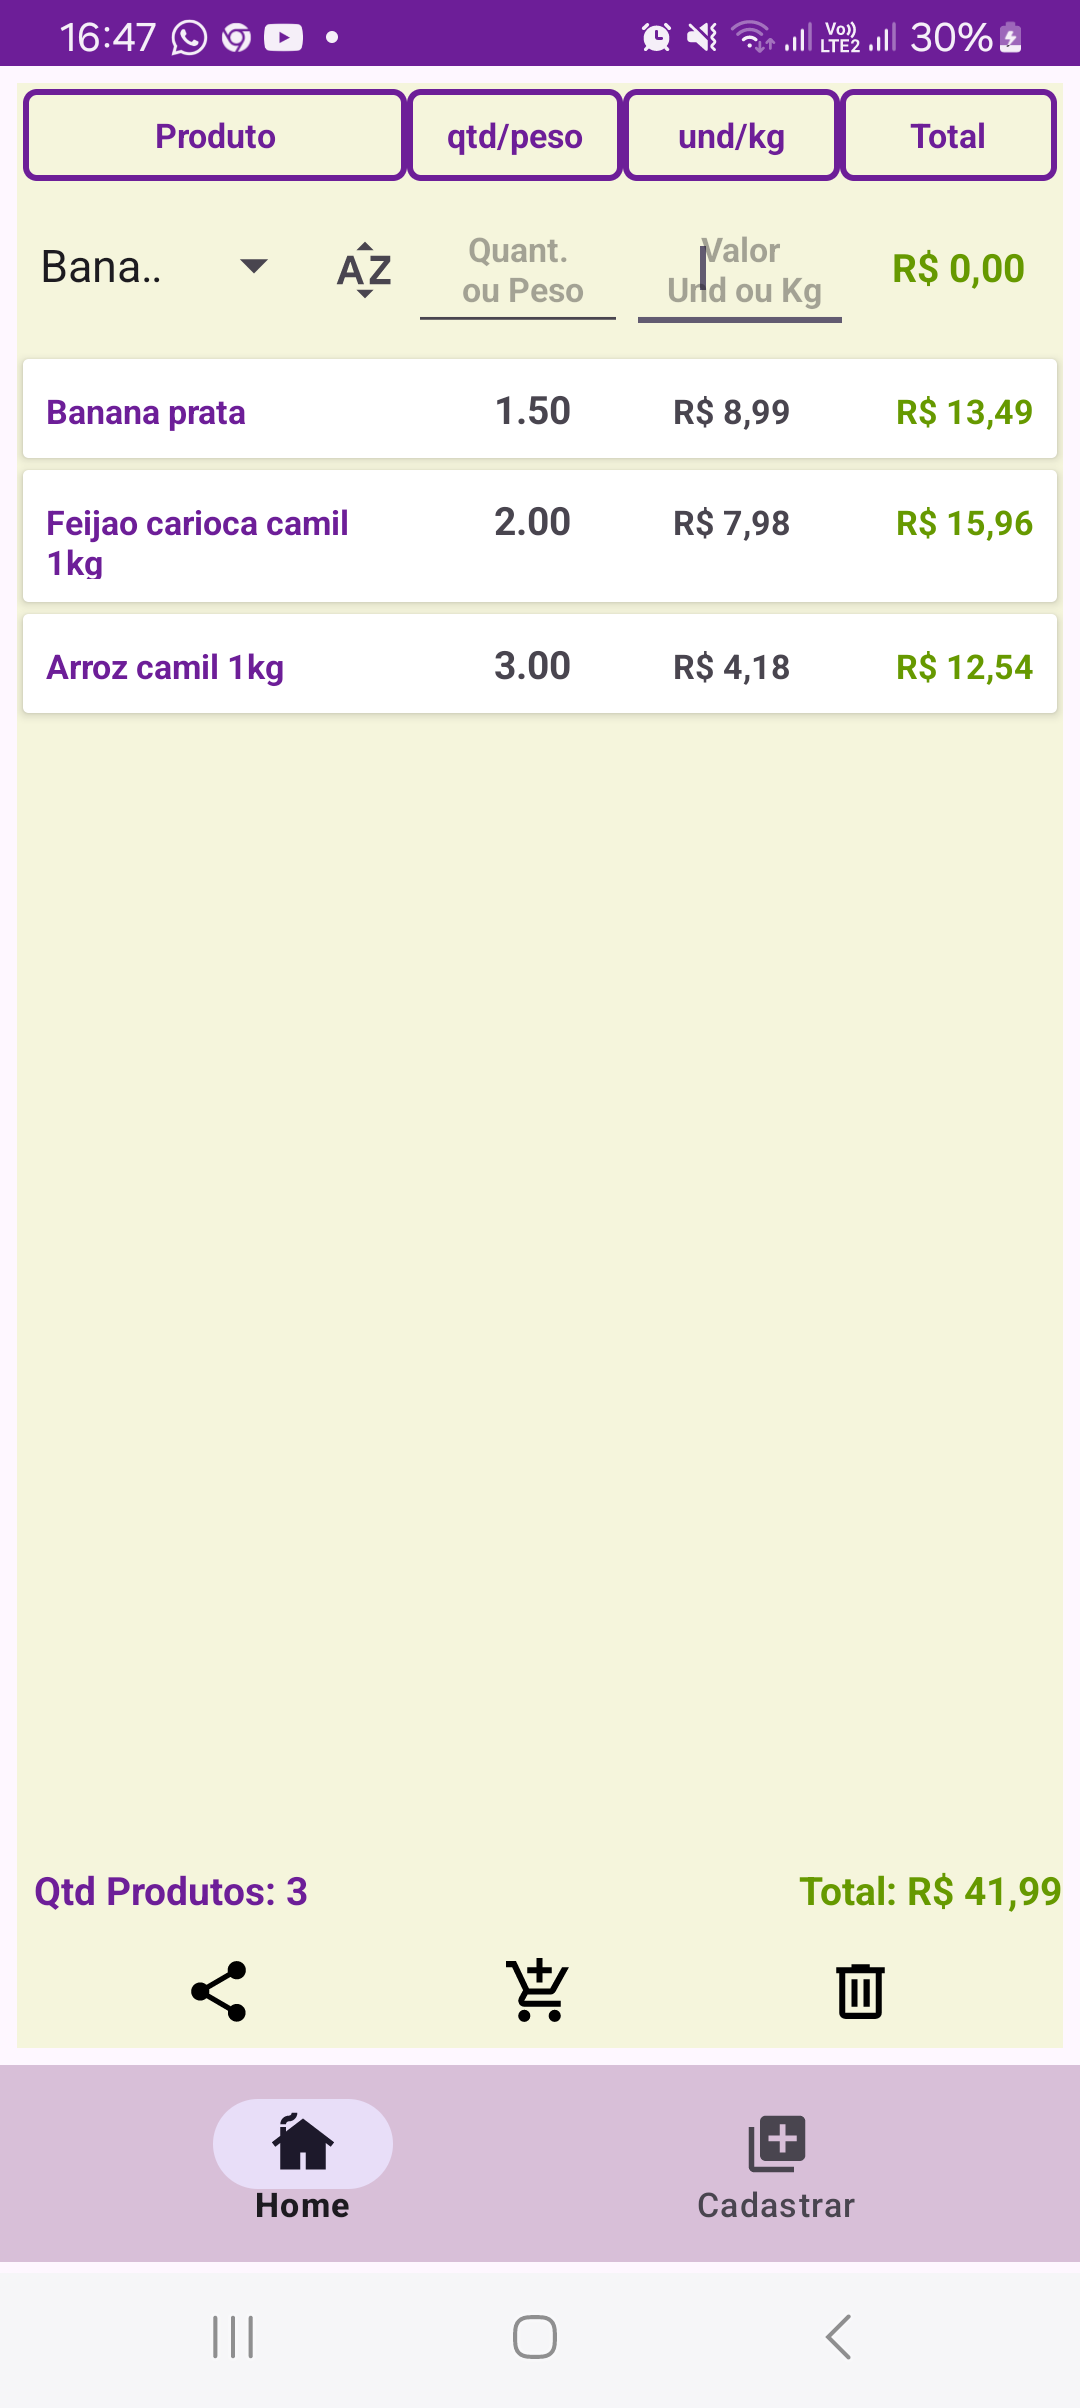 16:47 Vo)) LTE2 30%
Produto qtd/peso und/kg Total
Bana.. AZ Quant. ou Peso Valor Und ou Kg R$ 0,00
Banana prata 1.50 R$ 8,99 R$ 13,49
Feijao carioca camil 2.00 R$ 7,98 R$ 15,96
1kg
Arroz camil 1kg 3.00 R$ 4,18 R$ 12,54
Qtd Produtos: 3 Total: R$ 41,99
Home Cadastrar